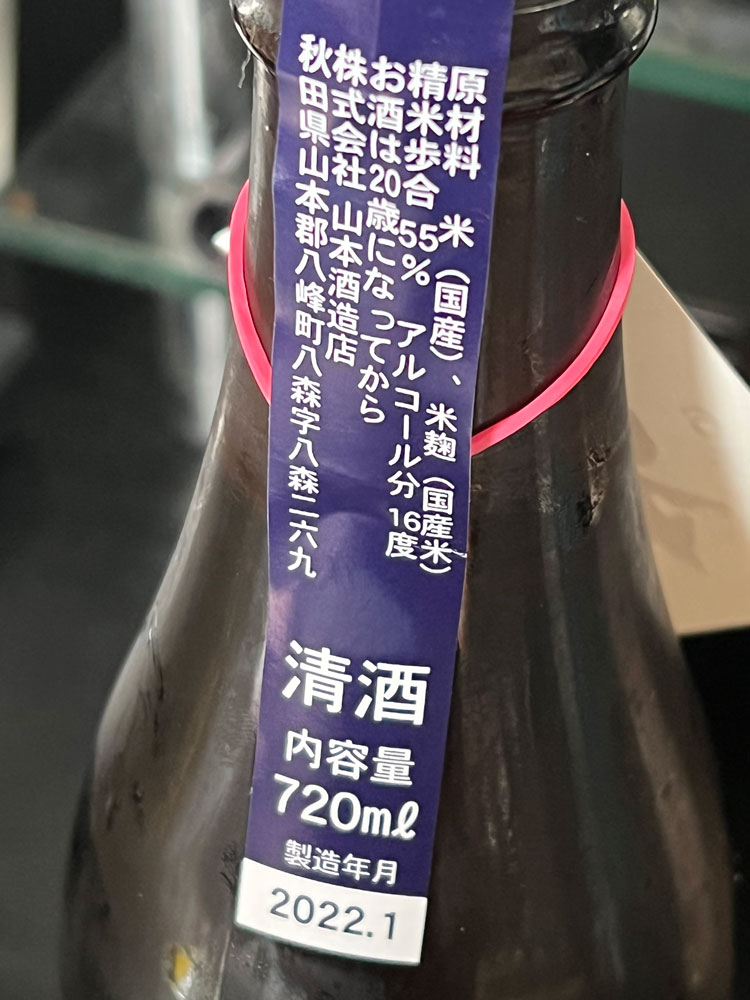 原材料 米(国産)、米麹(国産米)
精米歩合 55% アルコール分 16度
お酒は20歳になってから
株式会社 山本酒造店
秋田県山本郡八峰町八森字八森二六九
清酒
内容量
720ml
製造年月
2022.1